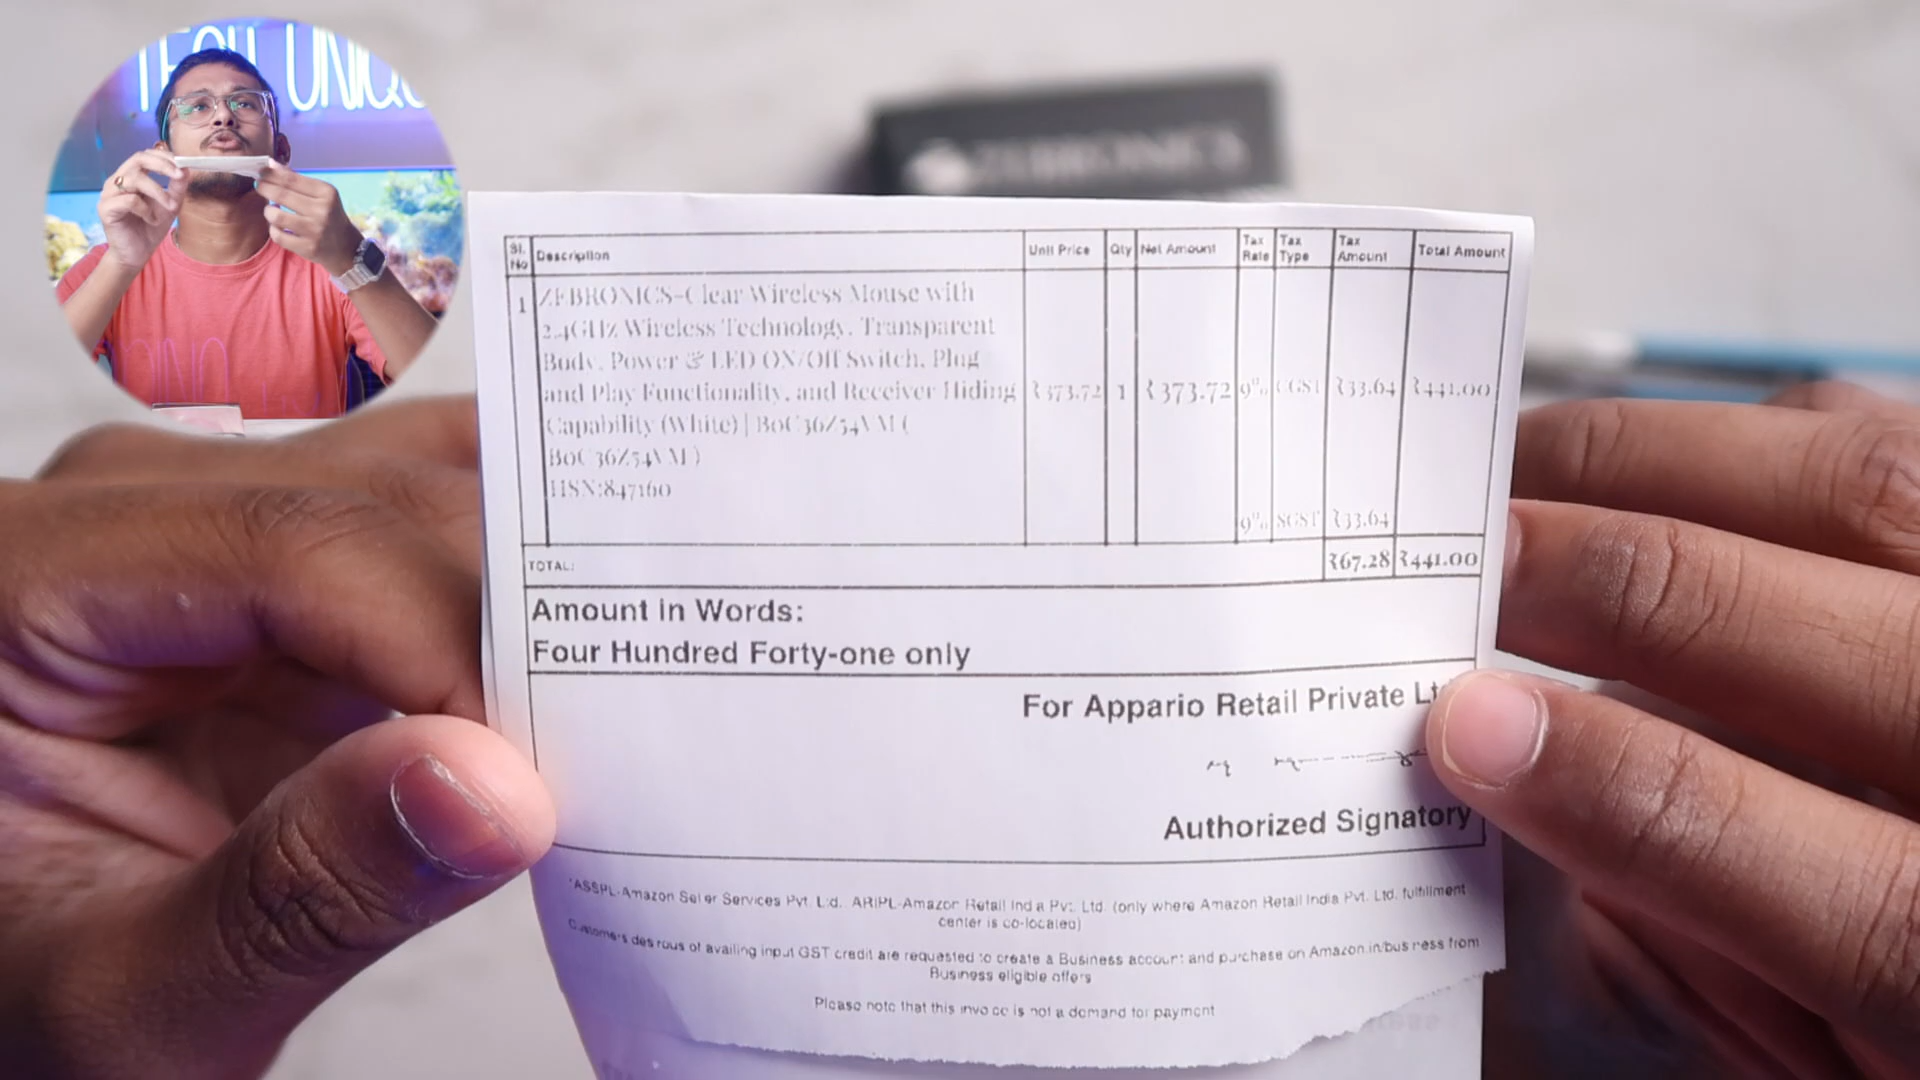 TECH UNIQU
ZEBRONICS
Sl. No Description Unit Price Qty Net Amount Tax Rate Tax Type Tax Amount Total Amount
1 ZEBRONICS-Clear Wireless Mouse with
2.4GHz Wireless Technology, Transparent
Body, Power & LED ON/Off Switch, Plug
and Play Functionality, and Receiver Hiding ₹373.72 1 ₹373.72 9% CGST ₹33.64 ₹441.00
Capability (White) | B0C36Z54VM (
B0C36Z54VM )
HSN:847160
9% SGST ₹33.64
TOTAL: ₹67.28 ₹441.00
Amount in Words:
Four Hundred Forty-one only
For Appario Retail Private Lt
Authorized Signatory
*ASSPL-Amazon Seller Services Pvt. Ltd., ARIPL-Amazon Retail India Pvt. Ltd. (only where Amazon Retail India Pvt. Ltd. fulfillment
center is co-located)
Customers desirous of availing input GST credit are requested to create a Business account and purchase on Amazon.in/business from
Business eligible offers
Please note that this invoice is not a demand for payment